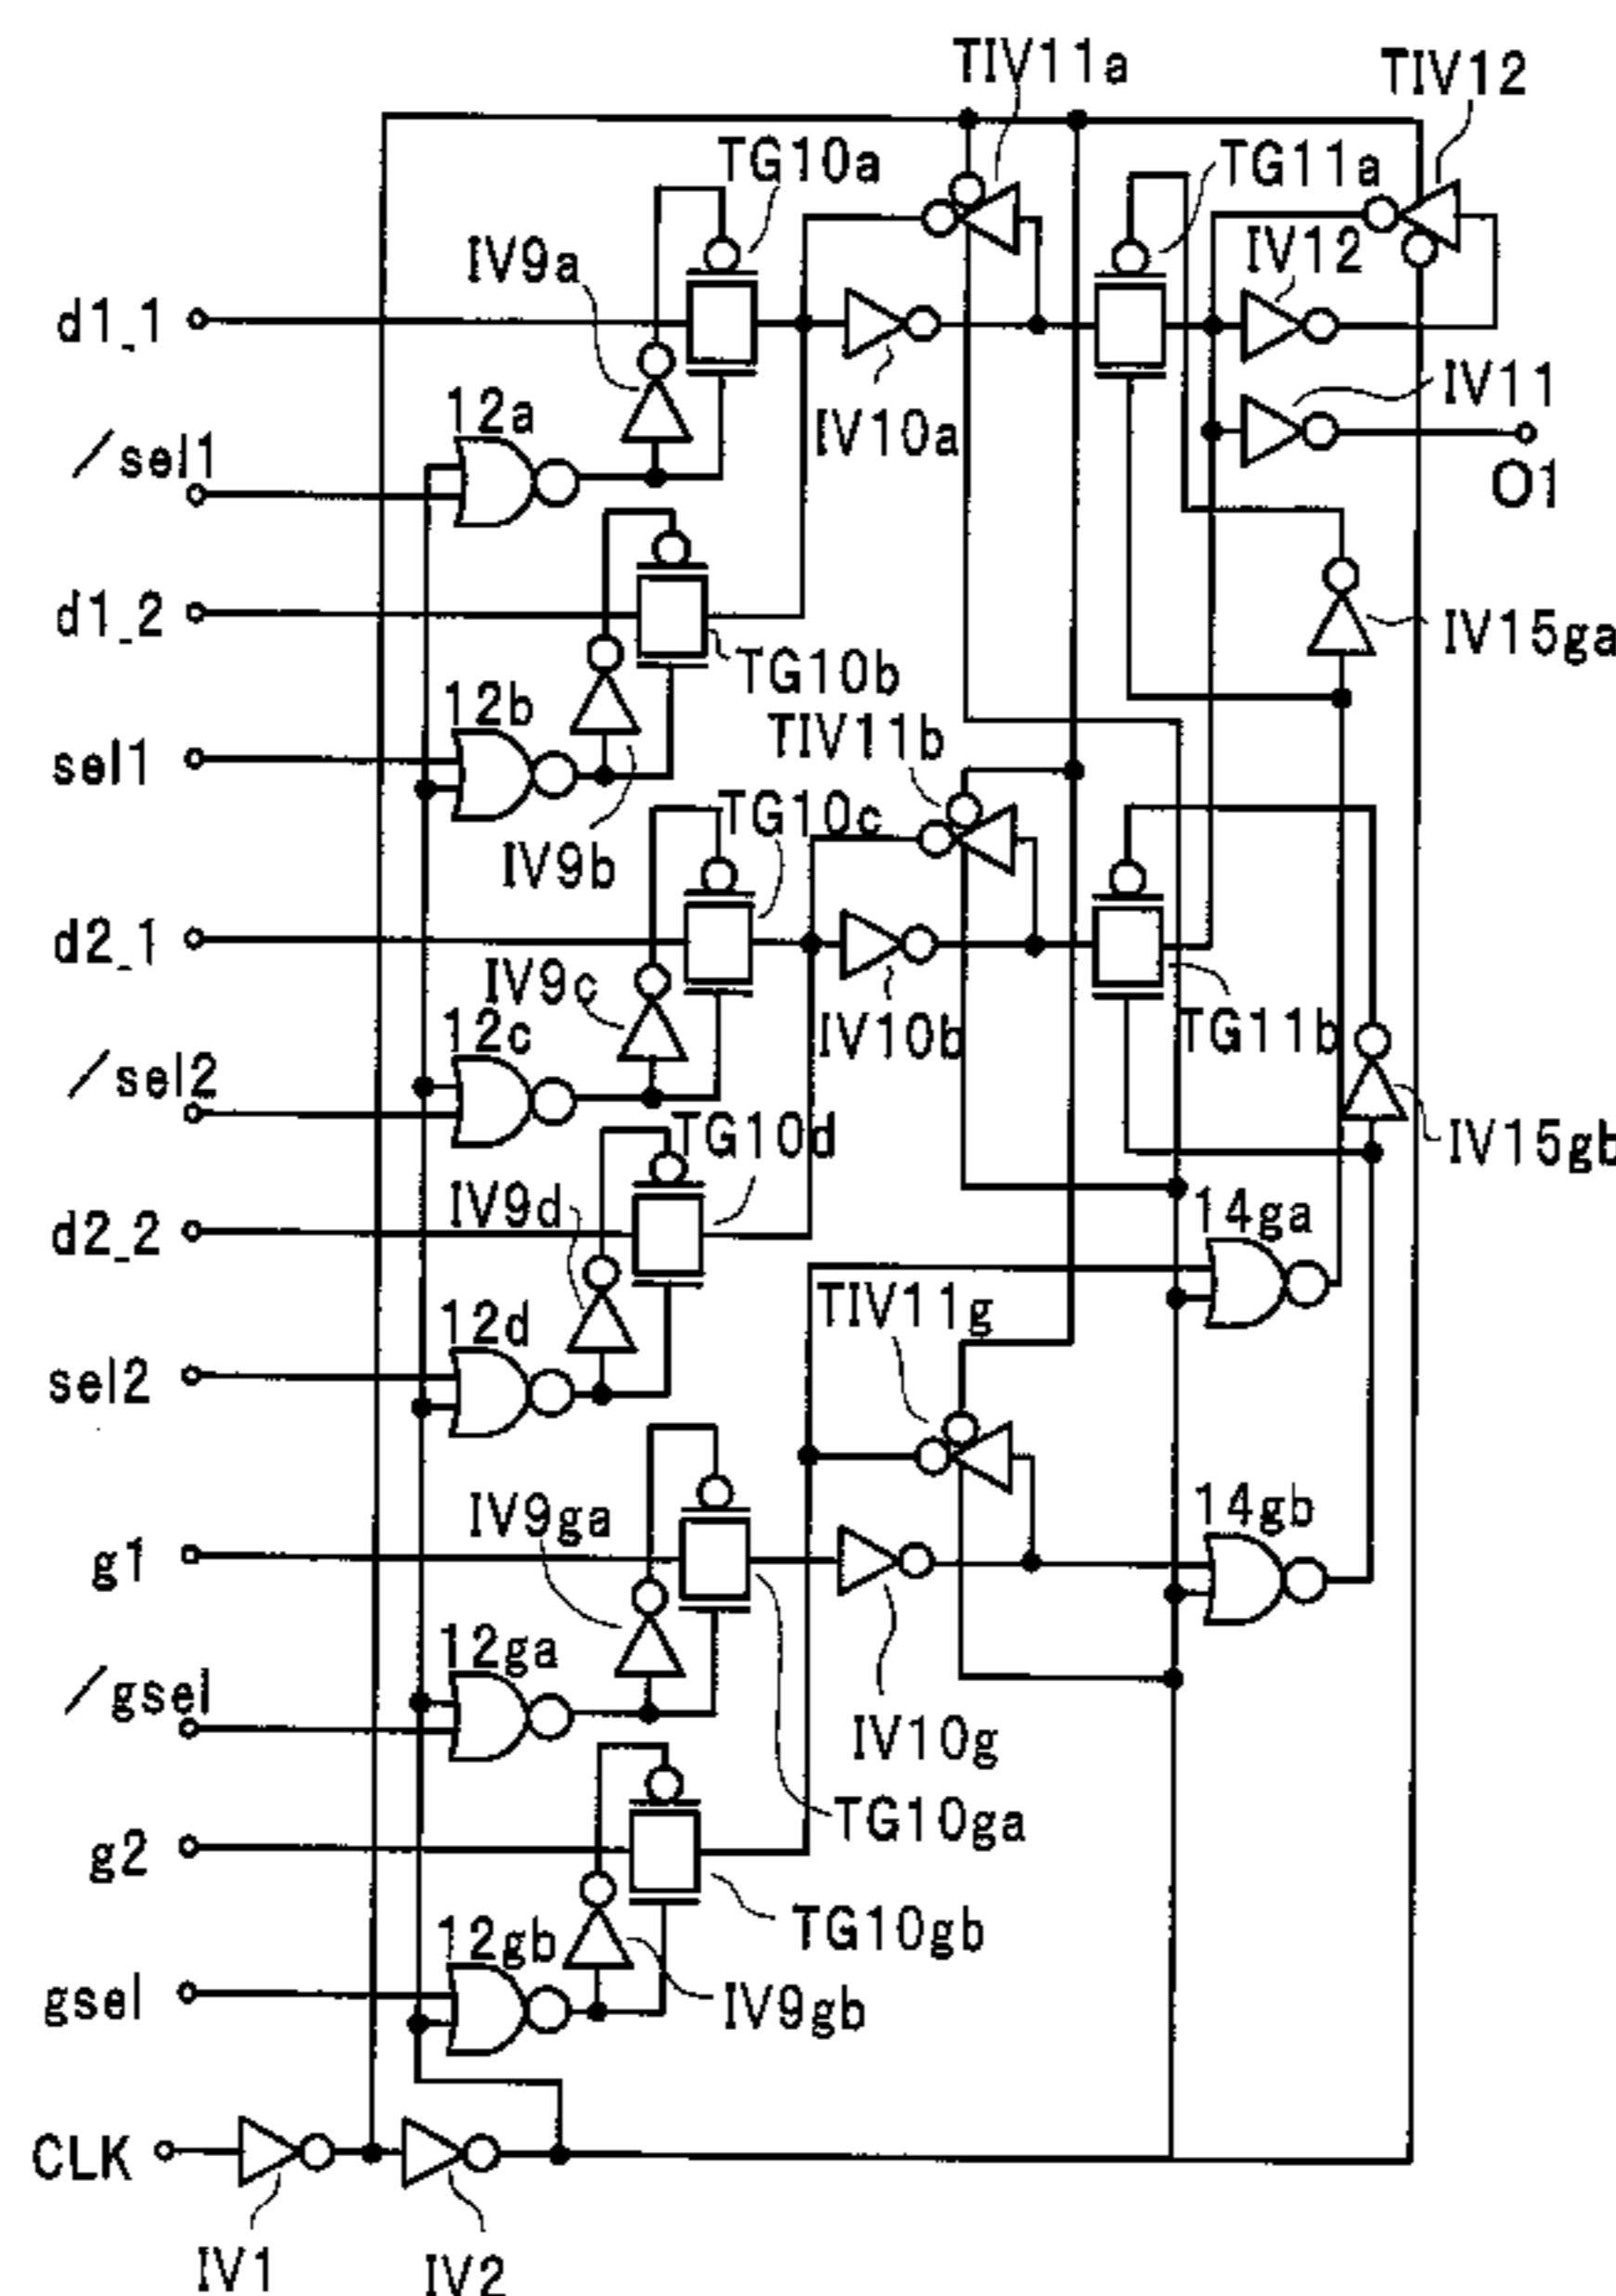 TIV11a
TIV12
TG10a
TG11a
IV9a
IV12
d1_1
12a
IV10a
IV11
/sel1
O1
d1_2
TG10b
IV15ga
12b
TIV11b
sel1
TG10c
IV9b
d2_1
IV9c
12c
IV10b
TG11b
/sel2
TG10d
IV15gb
IV9d
14ga
d2_2
TIV11g
12d
sel2
IV9ga
14gb
g1
12ga
/gsel
IV10g
TG10ga
g2
12gb
TG10gb
gsel
IV9gb
CLK
IV1
IV2